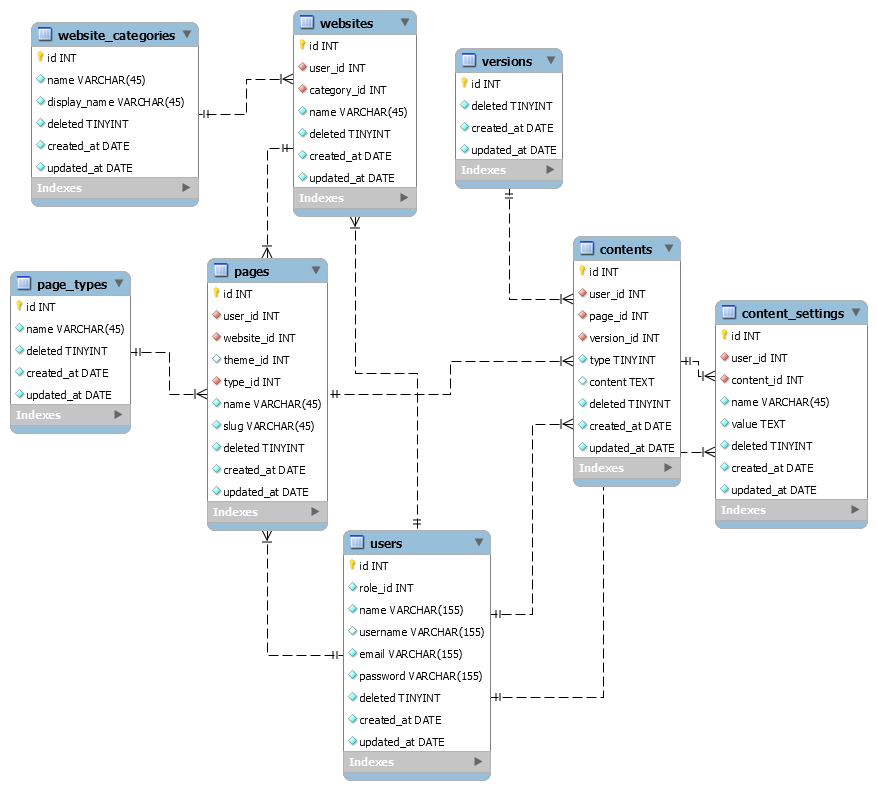 website_categories
id INT
name VARCHAR(45)
display_name VARCHAR(45)
deleted TINYINT
created_at DATE
updated_at DATE
Indexes
websites
id INT
user_id INT
category_id INT
name VARCHAR(45)
deleted TINYINT
created_at DATE
updated_at DATE
Indexes
versions
id INT
deleted TINYINT
created_at DATE
updated_at DATE
Indexes
page_types
id INT
name VARCHAR(45)
deleted TINYINT
created_at DATE
updated_at DATE
Indexes
pages
id INT
user_id INT
website_id INT
theme_id INT
type_id INT
name VARCHAR(45)
slug VARCHAR(45)
deleted TINYINT
created_at DATE
updated_at DATE
Indexes
contents
id INT
user_id INT
page_id INT
version_id INT
type TINYINT
content TEXT
deleted TINYINT
created_at DATE
updated_at DATE
Indexes
content_settings
id INT
user_id INT
content_id INT
name VARCHAR(45)
value TEXT
deleted TINYINT
created_at DATE
updated_at DATE
Indexes
users
id INT
role_id INT
name VARCHAR(155)
username VARCHAR(155)
email VARCHAR(155)
password VARCHAR(155)
deleted TINYINT
created_at DATE
updated_at DATE
Indexes